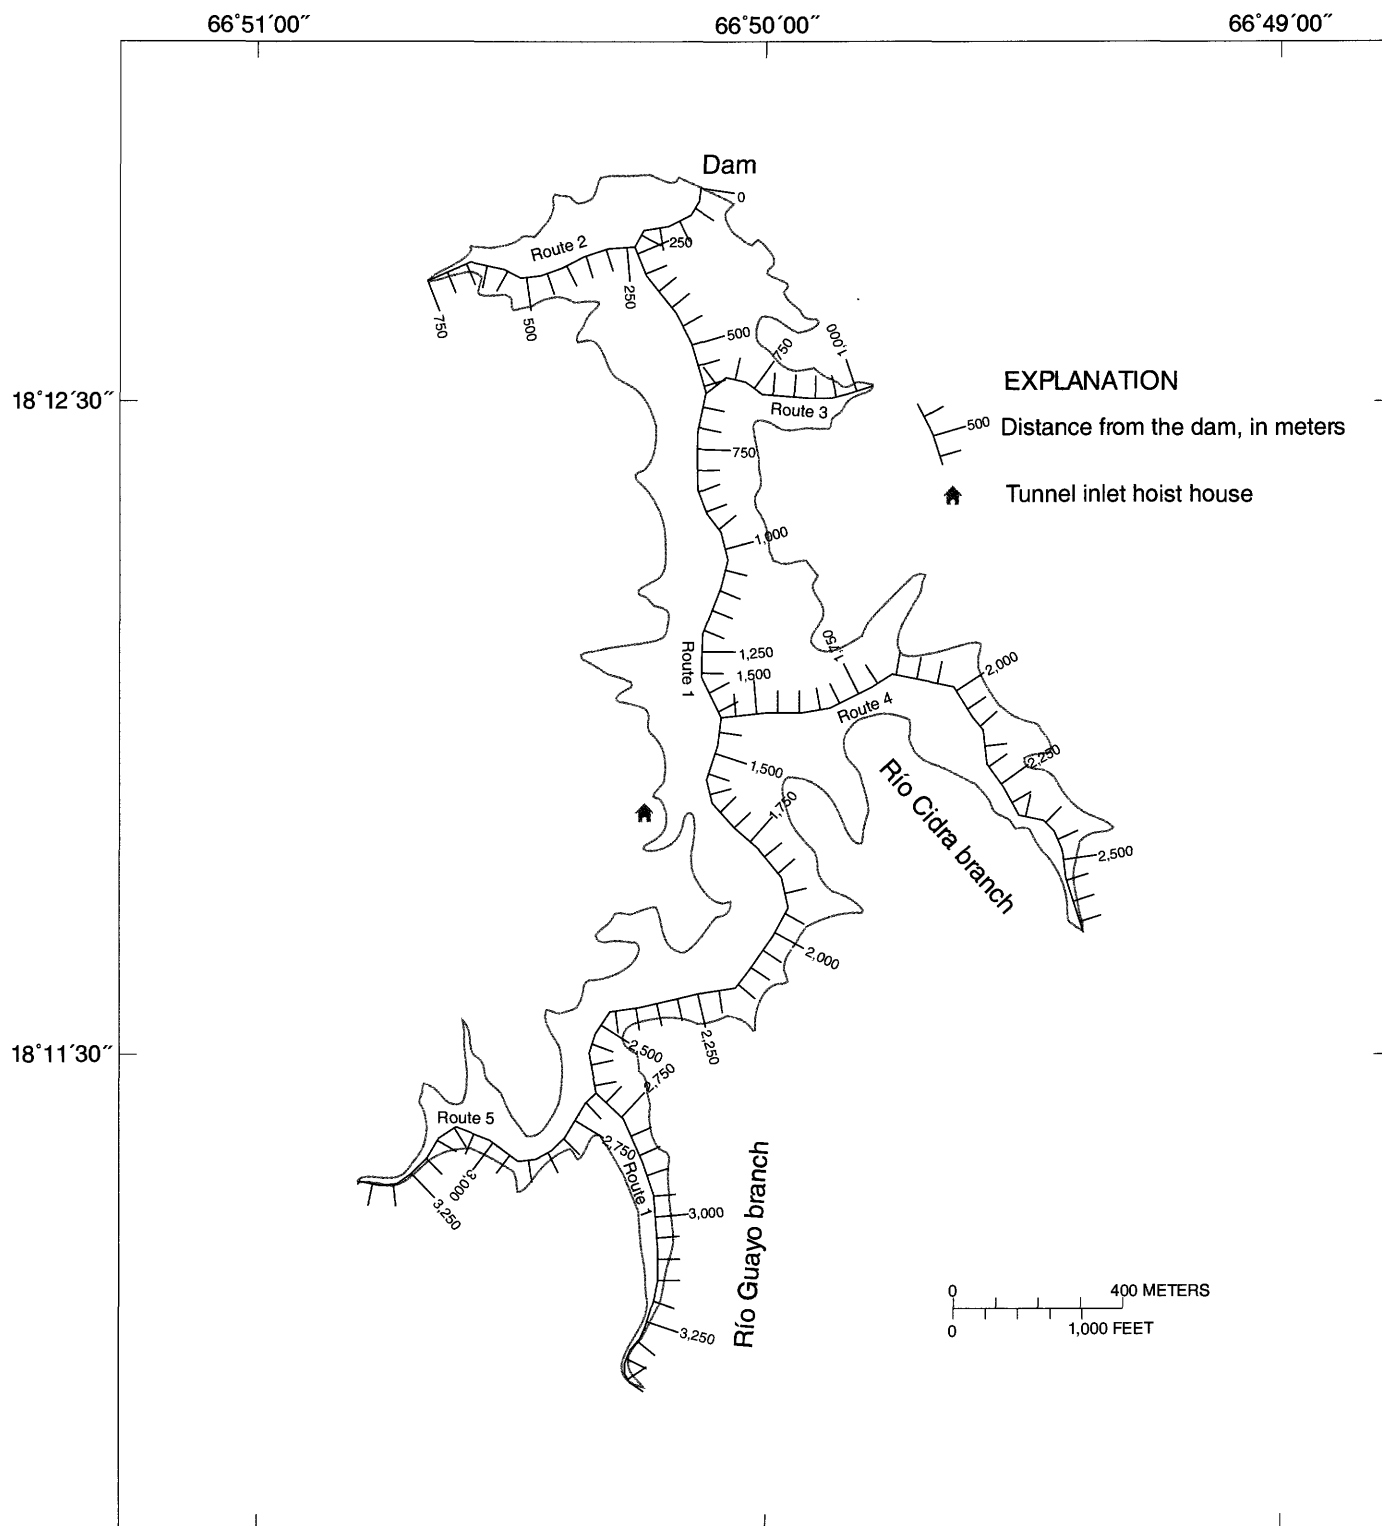 66°51′00″
66°50′00″
66°49′00″
Dam
0
Route 2
250
250
750
500
500
750
1,000
18°12′30″
EXPLANATION
Route 3
500 Distance from the dam, in meters
750
Tunnel inlet hoist house
1,000
Route 1
1,250
1,750
1,500
2,000
Route 4
1,500
2,250
Río Cidra branch
1,750
2,500
2,000
18°11′30″
2,250
2,500
2,750
Route 5
2,750
3,000
Route 1
3,250
3,000
Río Guayo branch
0 400 METERS
0 1,000 FEET
3,250